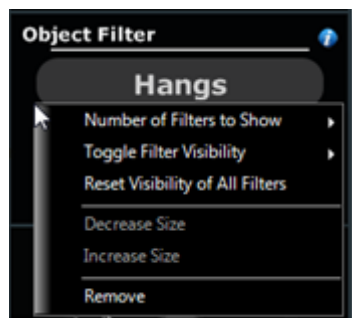 Object Filter
Hangs
Number of Filters to Show
Toggle Filter Visibility
Reset Visibility of All Filters
Decrease Size
Increase Size
Remove